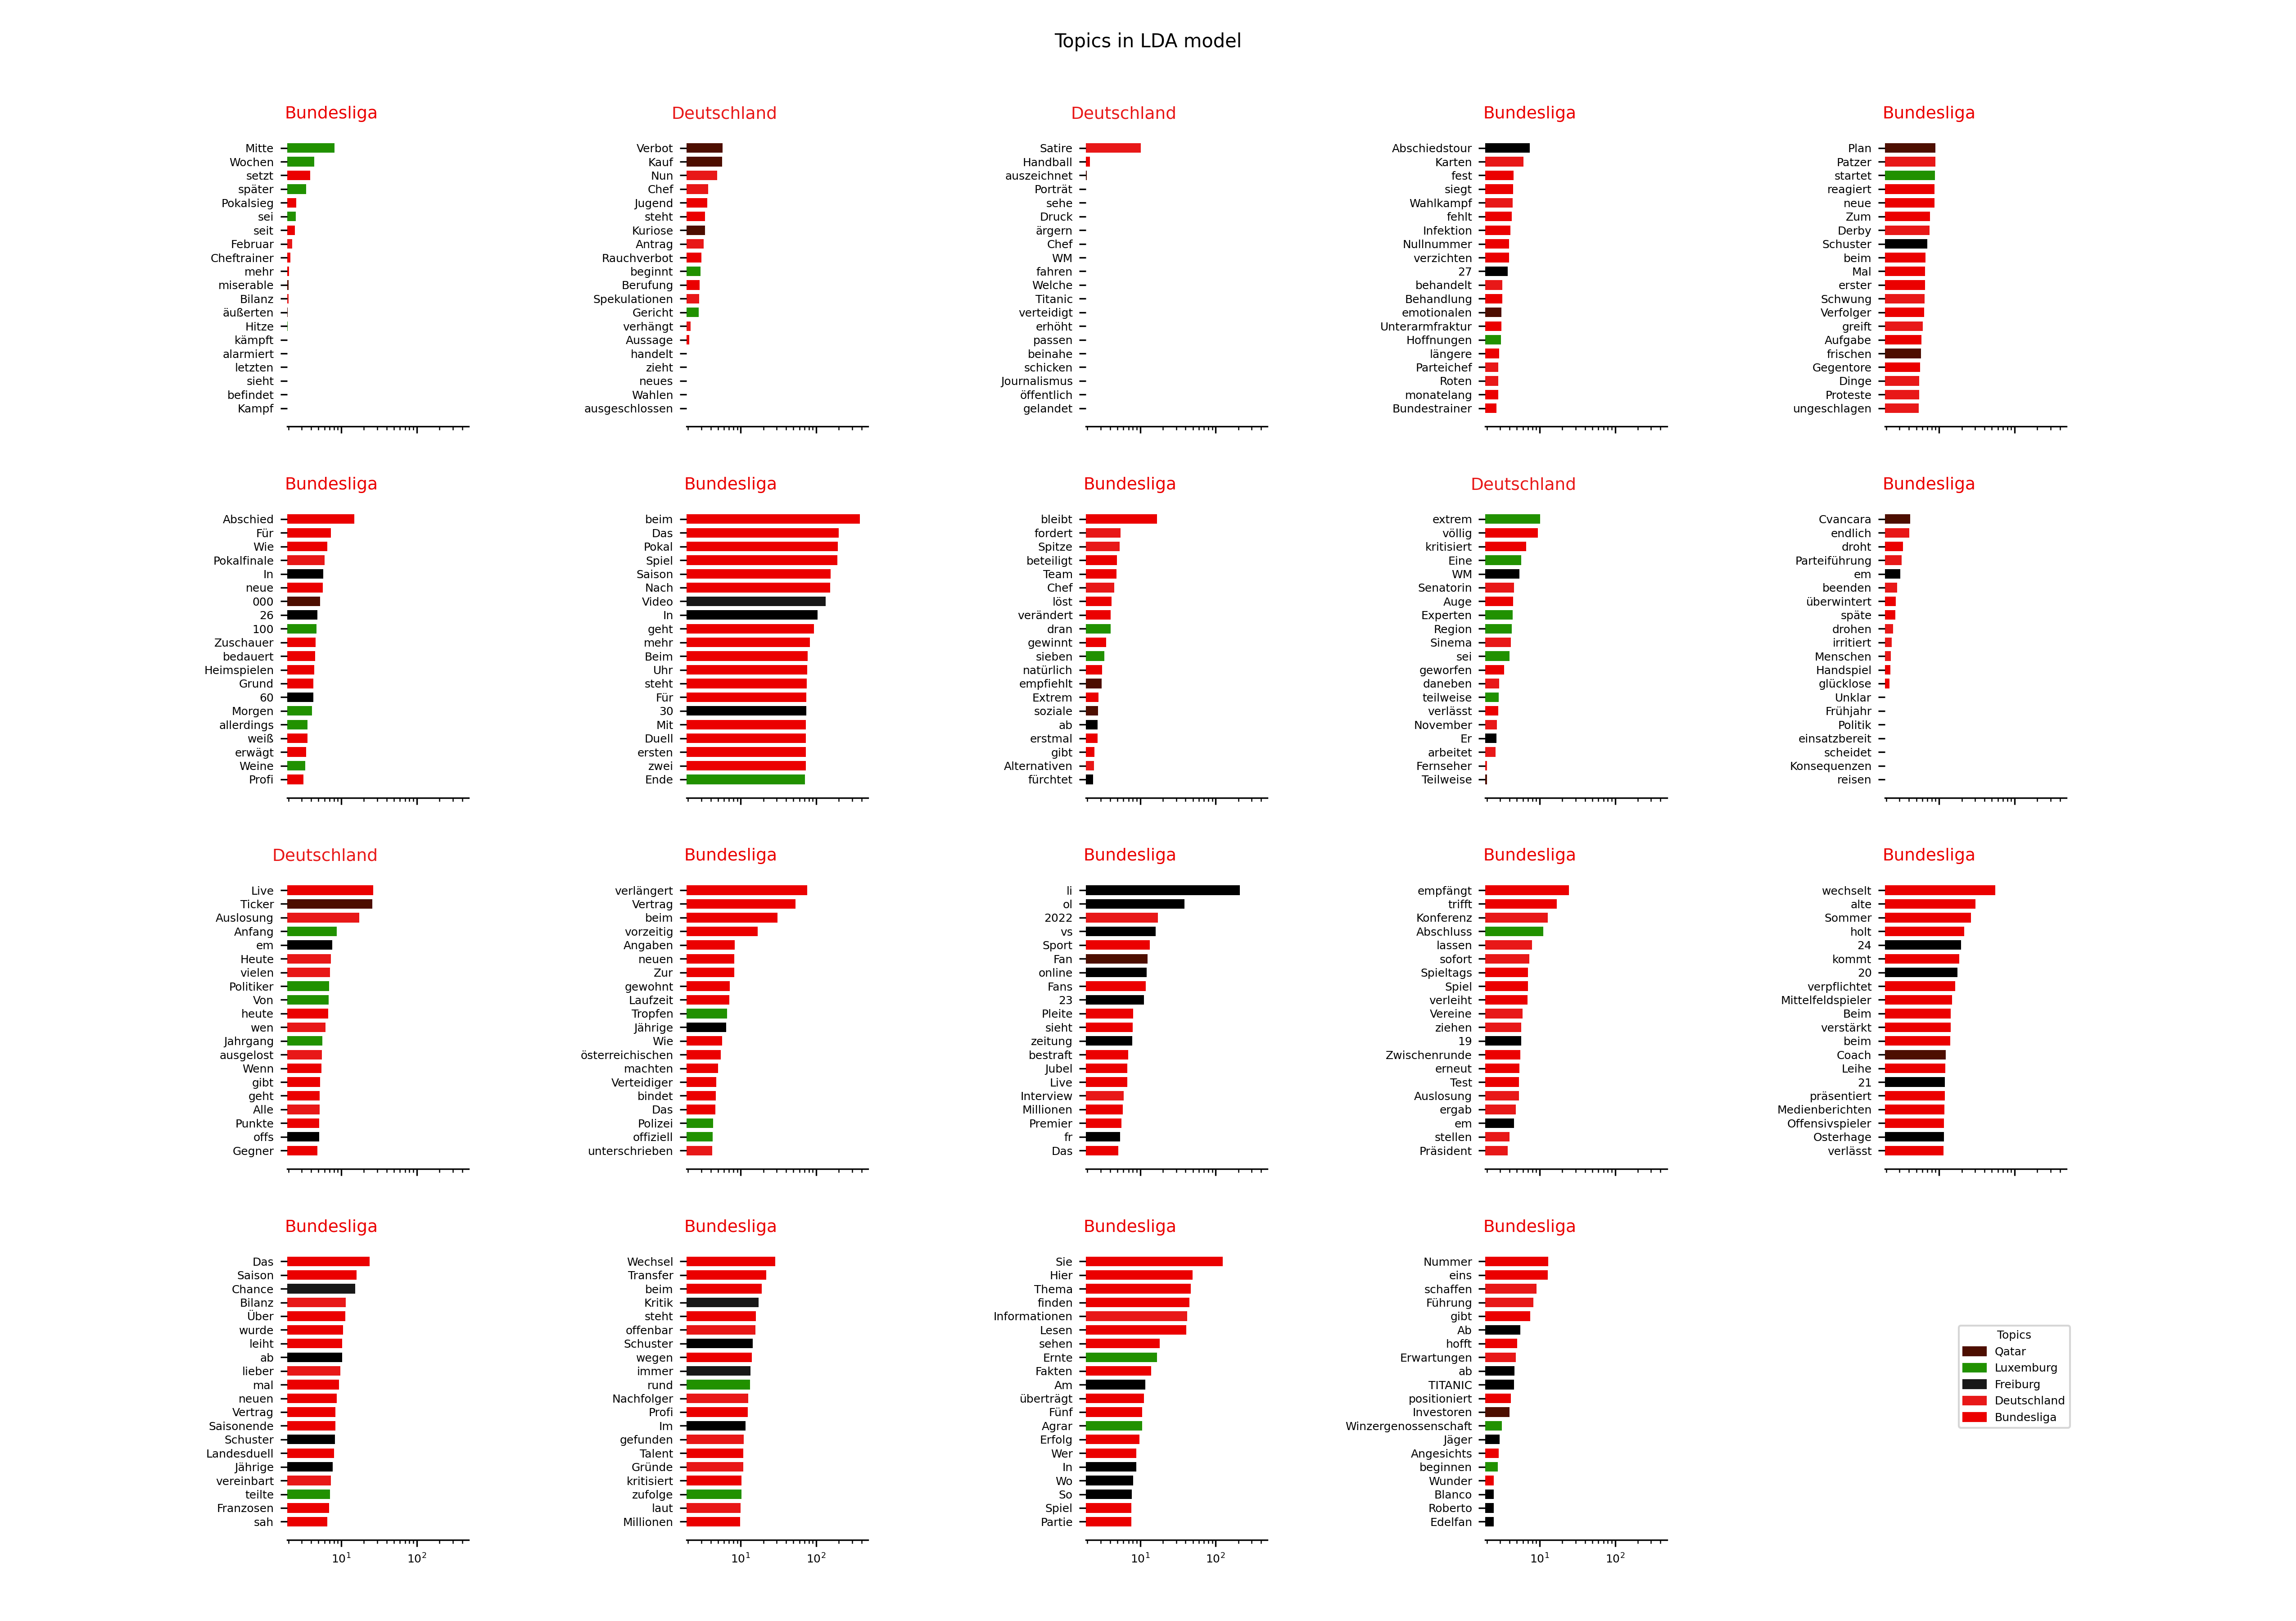 Topics in LDA model
Bundesliga
Mitte
Wochen
setzt
später
Pokalsieg
sei
seit
Februar
Cheftrainer
mehr
miserable
Bilanz
äußerten
Hitze
kämpft
alarmiert
letzten
sieht
befindet
Kampf
Deutschland
Verbot
Kauf
Nun
Chef
Jugend
steht
Kuriose
Antrag
Rauchverbot
beginnt
Berufung
Spekulationen
Gericht
verhängt
Aussage
handelt
zieht
neues
Wahlen
ausgeschlossen
Deutschland
Satire
Handball
auszeichnet
Porträt
sehe
Druck
ärgern
Chef
WM
fahren
Welche
Titanic
verteidigt
erhöht
passen
beinahe
schicken
Journalismus
öffentlich
gelandet
Bundesliga
Abschiedstour
Karten
fest
siegt
Wahlkampf
fehlt
Infektion
Nullnummer
verzichten
27
behandelt
Behandlung
emotionalen
Unterarmfraktur
Hoffnungen
längere
Parteichef
Roten
monatelang
Bundestrainer
Bundesliga
Plan
Patzer
startet
reagiert
neue
Zum
Derby
Schuster
beim
Mal
erster
Schwung
Verfolger
greift
Aufgabe
frischen
Gegentore
Dinge
Proteste
ungeschlagen
Bundesliga
Abschied
Für
Wie
Pokalfinale
In
neue
000
26
100
Zuschauer
bedauert
Heimspielen
Grund
60
Morgen
allerdings
weiß
erwägt
Weine
Profi
Bundesliga
beim
Das
Pokal
Spiel
Saison
Nach
Video
In
geht
mehr
Beim
Uhr
steht
Für
30
Mit
Duell
ersten
zwei
Ende
Bundesliga
bleibt
fordert
Spitze
beteiligt
Team
Chef
löst
verändert
dran
gewinnt
sieben
natürlich
empfiehlt
Extrem
soziale
ab
erstmal
gibt
Alternativen
fürchtet
Deutschland
extrem
völlig
kritisiert
Eine
WM
Senatorin
Auge
Experten
Region
Sinema
sei
geworfen
daneben
teilweise
verlässt
November
Er
arbeitet
Fernseher
Teilweise
Bundesliga
Cvancara
endlich
droht
Parteiführung
em
beenden
überwintert
späte
drohen
irritiert
Menschen
Handspiel
glücklose
Unklar
Frühjahr
Politik
einsatzbereit
scheidet
Konsequenzen
reisen
Deutschland
Live
Ticker
Auslosung
Anfang
em
Heute
vielen
Politiker
Von
heute
wen
Jahrgang
ausgelost
Wenn
gibt
geht
Alle
Punkte
offs
Gegner
Bundesliga
verlängert
Vertrag
beim
vorzeitig
Angaben
neuen
Zur
gewohnt
Laufzeit
Tropfen
Jährige
Wie
österreichischen
machten
Verteidiger
bindet
Das
Polizei
offiziell
unterschrieben
Bundesliga
li
ol
2022
vs
Sport
Fan
online
Fans
23
Pleite
sieht
zeitung
bestraft
Jubel
Live
Interview
Millionen
Premier
fr
Das
Bundesliga
empfängt
trifft
Konferenz
Abschluss
lassen
sofort
Spieltags
Spiel
verleiht
Vereine
ziehen
19
Zwischenrunde
erneut
Test
Auslosung
ergab
em
stellen
Präsident
Bundesliga
wechselt
alte
Sommer
holt
24
kommt
20
verpflichtet
Mittelfeldspieler
Beim
verstärkt
beim
Coach
Leihe
21
präsentiert
Medienberichten
Offensivspieler
Osterhage
verlässt
Bundesliga
Das
Saison
Chance
Bilanz
Über
wurde
leiht
ab
lieber
mal
neuen
Vertrag
Saisonende
Schuster
Landesduell
Jährige
vereinbart
teilte
Franzosen
sah
10¹ 10²
Bundesliga
Wechsel
Transfer
beim
Kritik
steht
offenbar
Schuster
wegen
immer
rund
Nachfolger
Profi
Im
gefunden
Talent
Gründe
kritisiert
zufolge
laut
Millionen
10¹ 10²
Bundesliga
Sie
Hier
Thema
finden
Informationen
Lesen
sehen
Ernte
Fakten
Am
überträgt
Fünf
Agrar
Erfolg
Wer
In
Wo
So
Spiel
Partie
10¹ 10²
Bundesliga
Nummer
eins
schaffen
Führung
gibt
Ab
hofft
Erwartungen
ab
TITANIC
positioniert
Investoren
Winzergenossenschaft
Jäger
Angesichts
beginnen
Wunder
Blanco
Roberto
Edelfan
10¹ 10²
Topics
Qatar
Luxemburg
Freiburg
Deutschland
Bundesliga